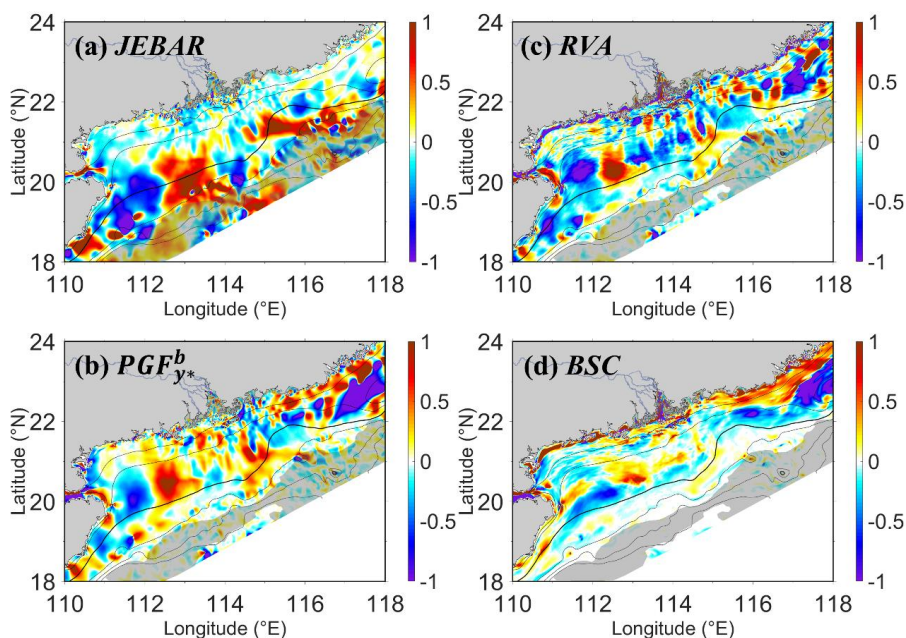 (a) JEBAR
24
22
20
18
110 112 114 116 118
Latitude (°N)
Longitude (°E)
1
0.5
0
-0.5
-1
(c) RVA
24
22
20
18
110 112 114 116 118
Latitude (°N)
Longitude (°E)
1
0.5
0
-0.5
-1
(b) PGF^b_{y*}
24
22
20
18
110 112 114 116 118
Latitude (°N)
Longitude (°E)
1
0.5
0
-0.5
-1
(d) BSC
24
22
20
18
110 112 114 116 118
Latitude (°N)
Longitude (°E)
1
0.5
0
-0.5
-1